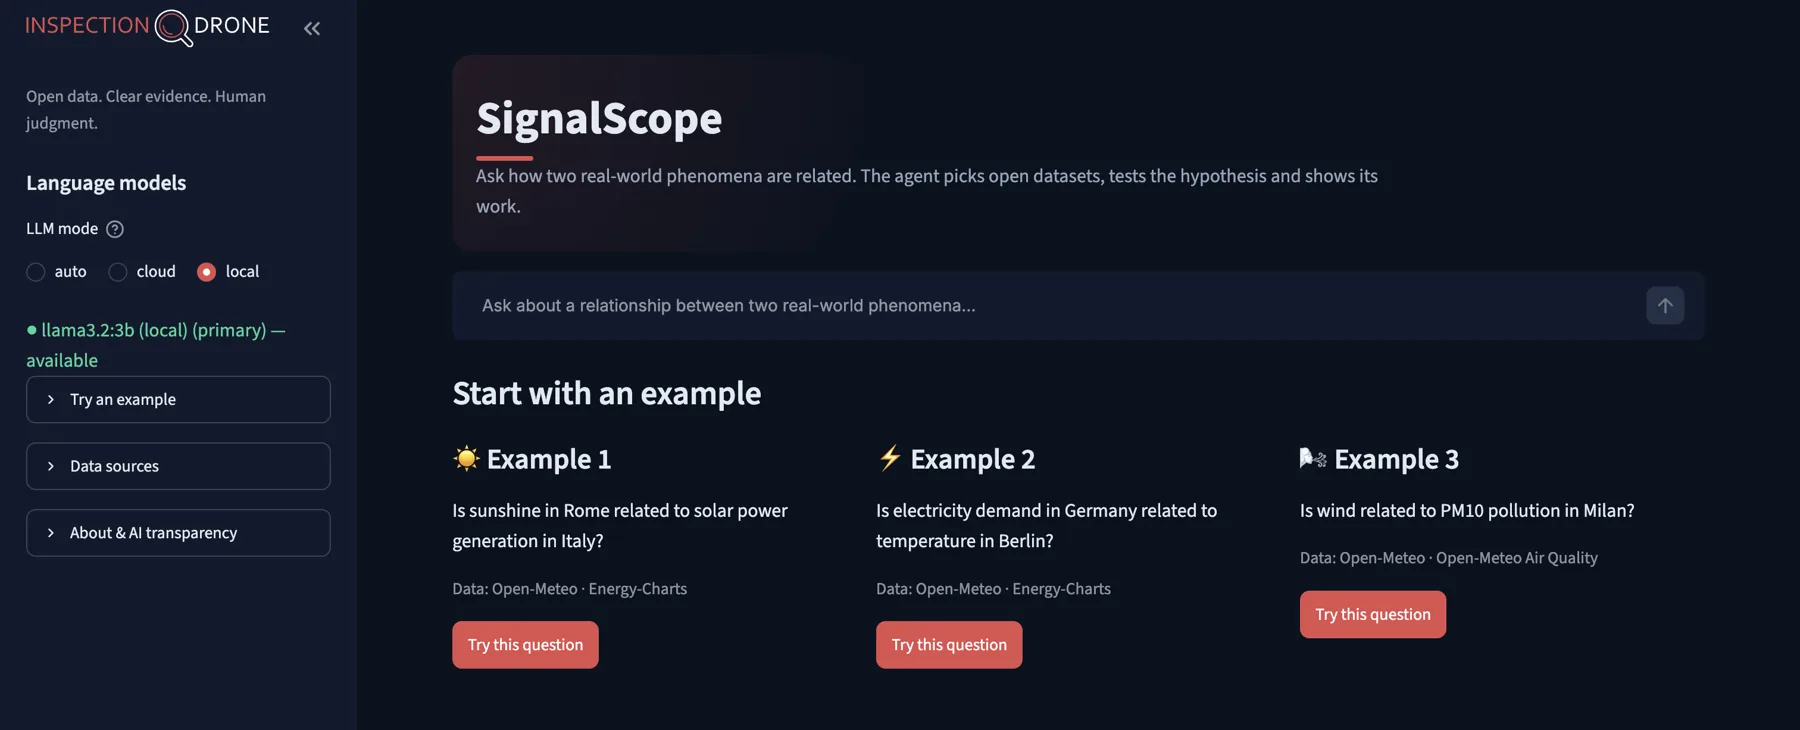 INSPECTION DRONE
Open data. Clear evidence. Human
judgment.
Language models
LLM mode
auto cloud local
llama3.2:3b (local) (primary) —
available
Try an example
Data sources
About & AI transparency
SignalScope
Ask how two real-world phenomena are related. The agent picks open datasets, tests the hypothesis and shows its
work.
Ask about a relationship between two real-world phenomena...
Start with an example
Example 1
Is sunshine in Rome related to solar power
generation in Italy?
Data: Open-Meteo · Energy-Charts
Try this question
Example 2
Is electricity demand in Germany related to
temperature in Berlin?
Data: Open-Meteo · Energy-Charts
Try this question
Example 3
Is wind related to PM10 pollution in Milan?
Data: Open-Meteo · Open-Meteo Air Quality
Try this question